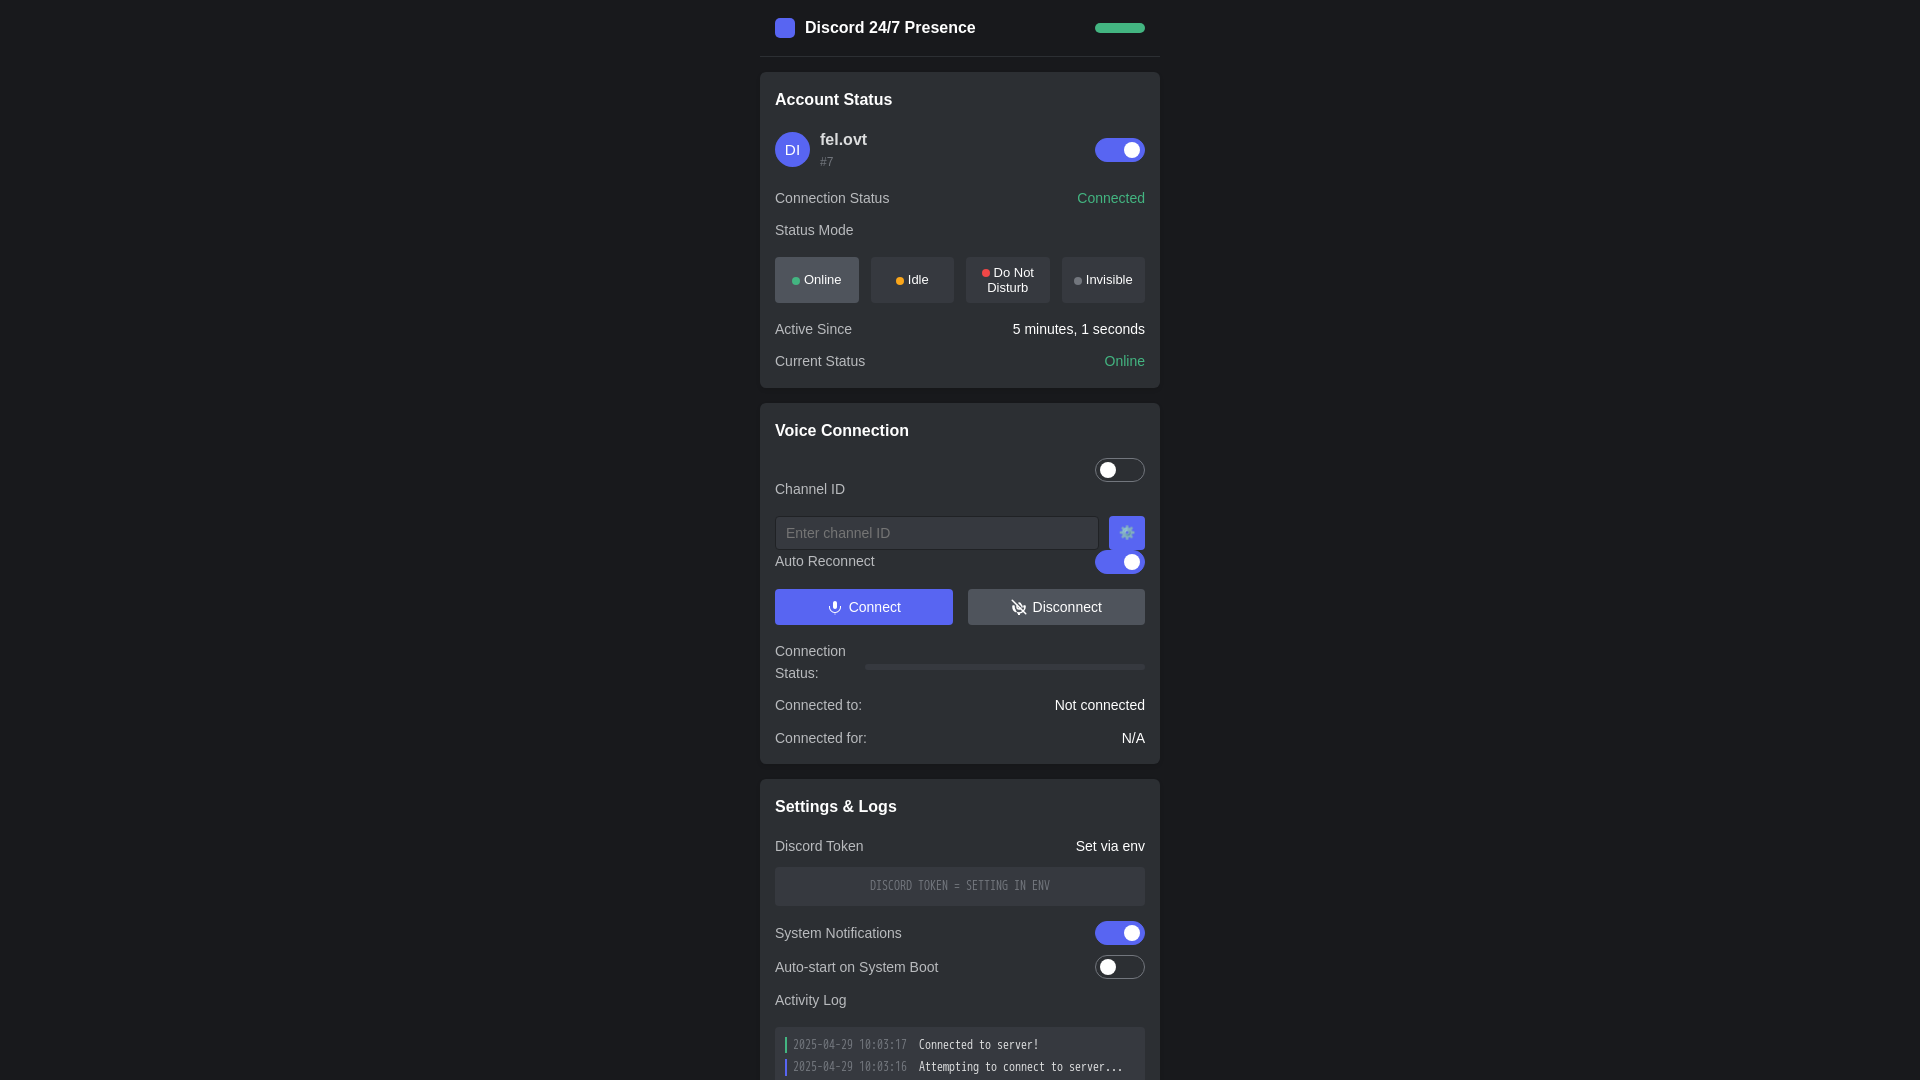 Discord 24/7 Presence
Account Status
DI
fel.ovt
#7
Connection Status
Connected
Status Mode
Online
Idle
Do Not
Disturb
Invisible
Active Since
5 minutes, 1 seconds
Current Status
Online
Voice Connection
Channel ID
Enter channel ID
Auto Reconnect
Connect
Disconnect
Connection
Status:
Connected to:
Not connected
Connected for:
N/A
Settings & Logs
Discord Token
Set via env
DISCORD TOKEN = SETTING IN ENV
System Notifications
Auto-start on System Boot
Activity Log
2025-04-29 10:03:17 Connected to server!
2025-04-29 10:03:16 Attempting to connect to server...